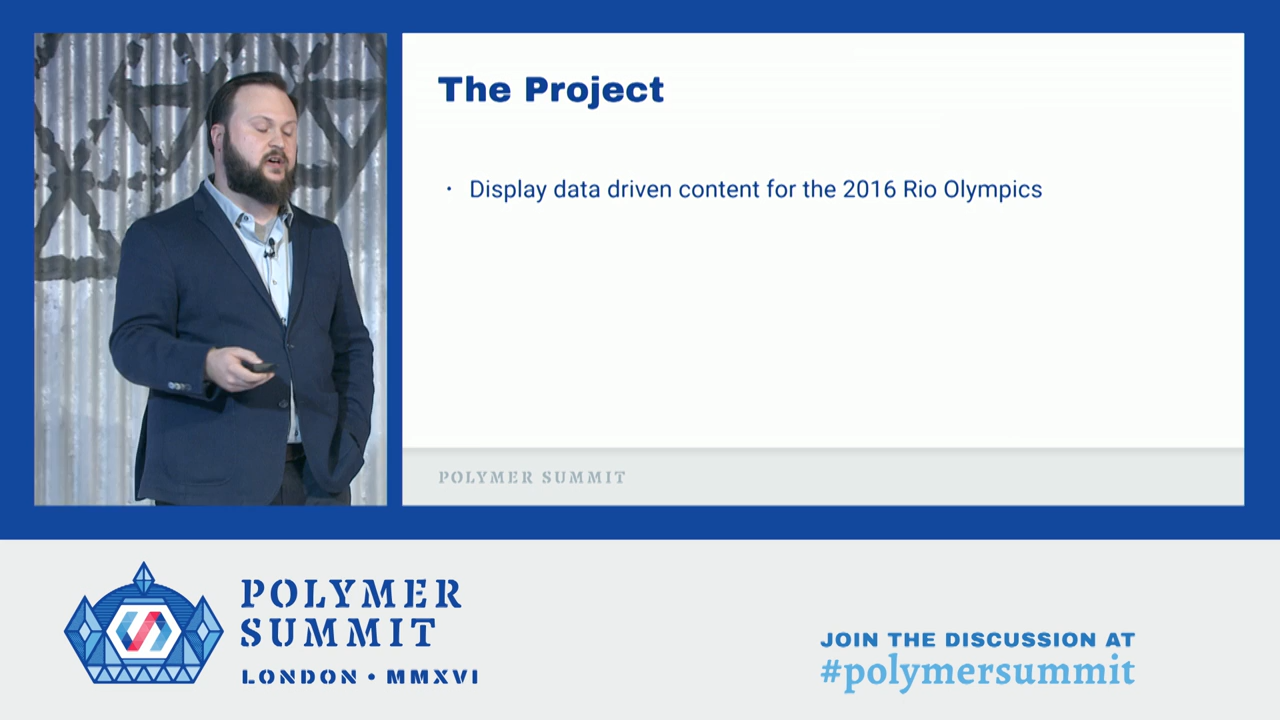 The Project
· Display data driven content for the 2016 Rio Olympics
POLYMER SUMMIT
POLYMER
SUMMIT
LONDON • MMXVI
JOIN THE DISCUSSION AT
#polymersummit